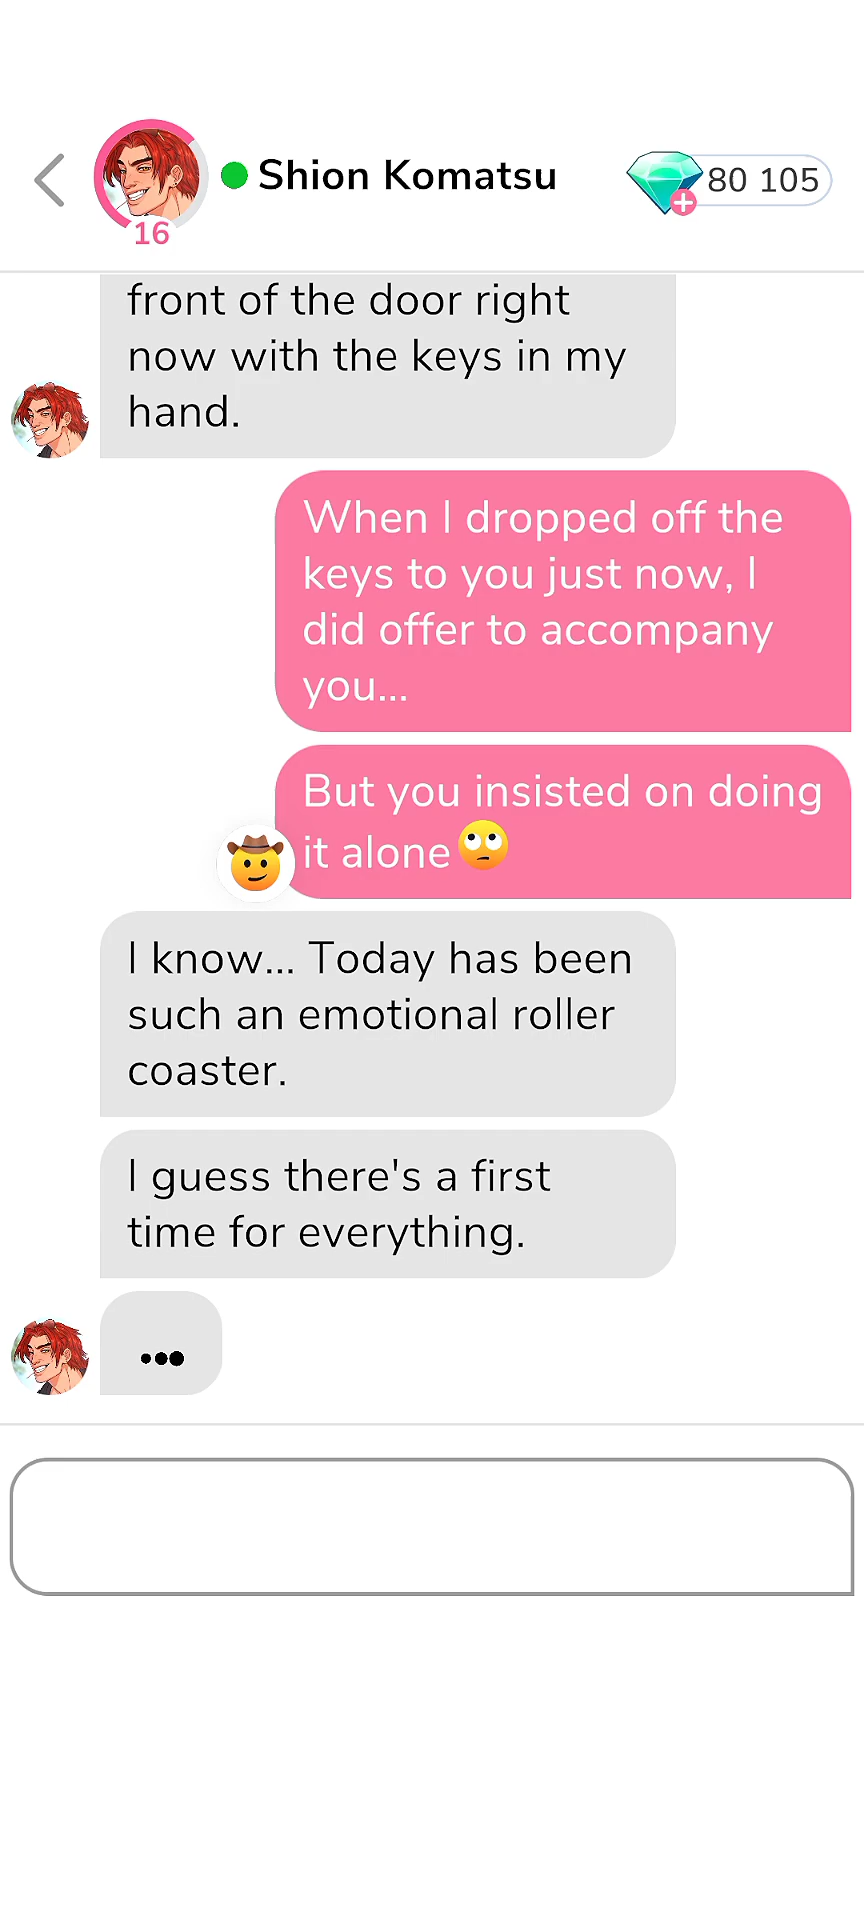 Shion Komatsu
80 105
16
front of the door right
now with the keys in my
hand.
When I dropped off the
keys to you just now, I
did offer to accompany
you...
But you insisted on doing
it alone🙄
I know... Today has been
such an emotional roller
coaster.
I guess there's a first
time for everything.